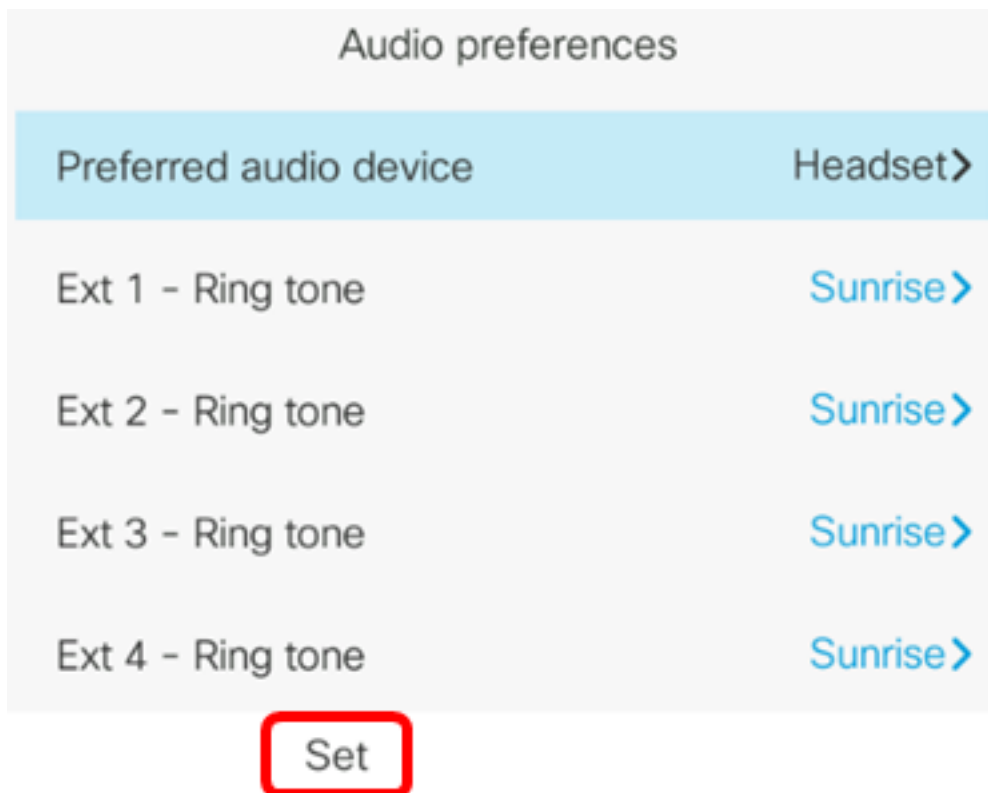 Audio preferences
Preferred audio device Headset
Ext 1 - Ring tone Sunrise
Ext 2 - Ring tone Sunrise
Ext 3 - Ring tone Sunrise
Ext 4 - Ring tone Sunrise
Set